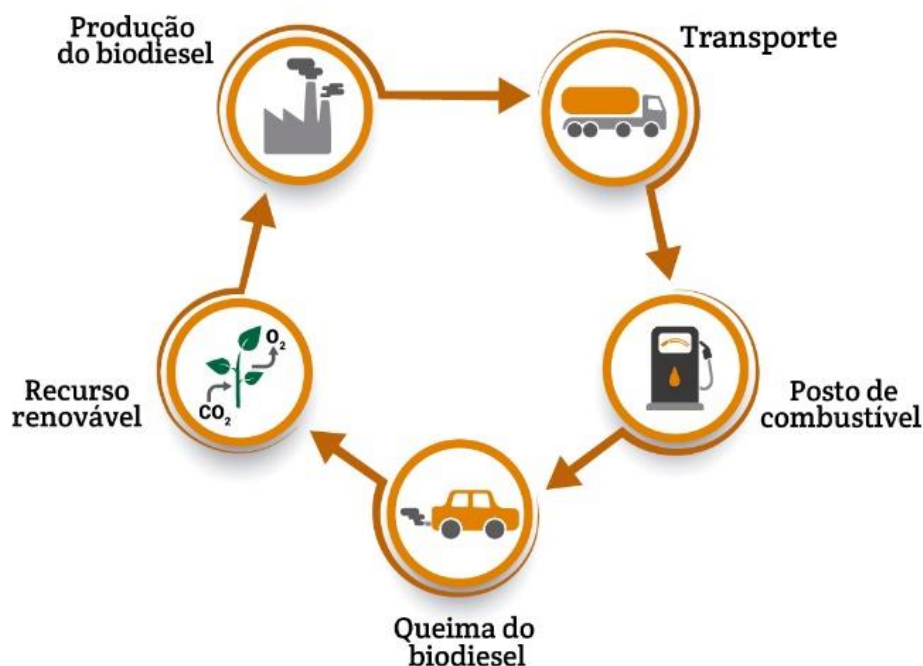 Produção
do biodiesel
Transporte
Posto de
combustível
Queima do
biodiesel
Recurso
renovável
O₂
CO₂